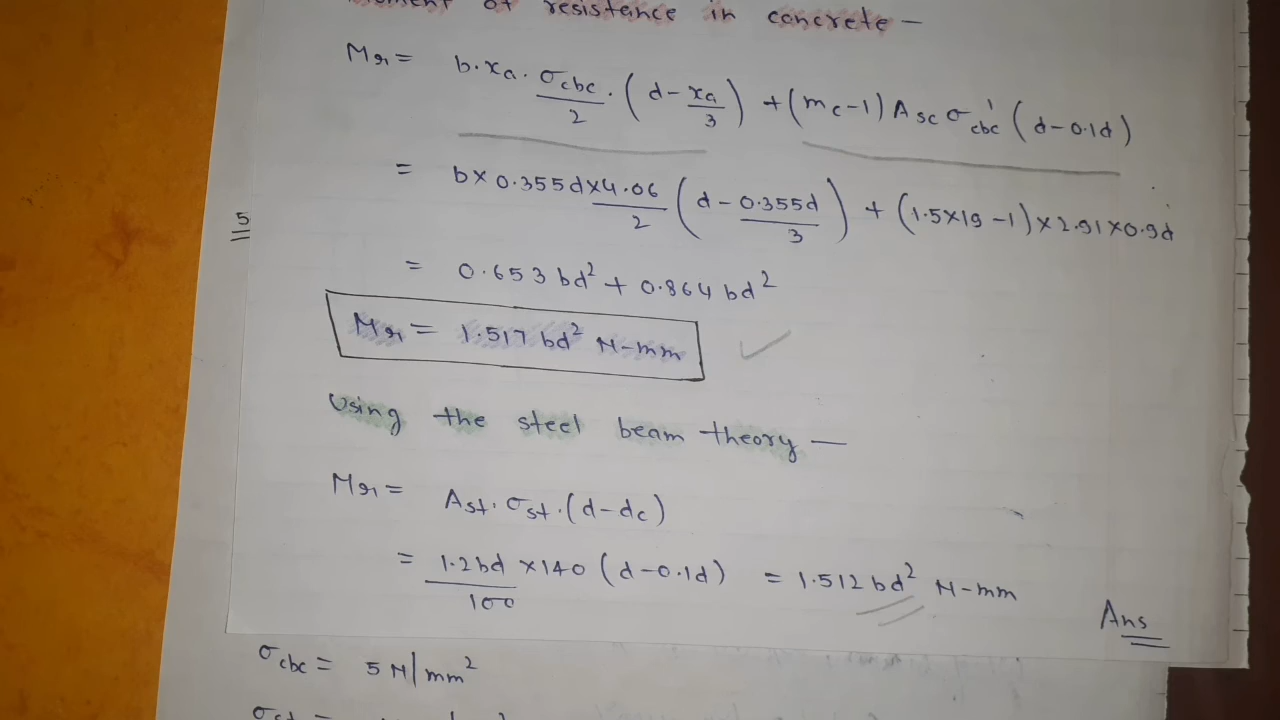 Moment of resistance in concrete –
Mr = b·xa·σcbc/2·(d - xa/3) + (mc-1) Asc σ'cbc (d-0.1d)
= b×0.355d×4.06/2 (d - 0.355d/3) + (1.5×19-1)×2.91×0.9d
5
= 0.653 bd² + 0.864 bd²
Mr = 1.517 bd² N-mm
Using the steel beam theory –
Mr = Ast·σst·(d-dc)
= 1.2bd/100 ×140 (d-0.1d) = 1.512 bd² N-mm
Ans
σcbc = 5 N/mm²